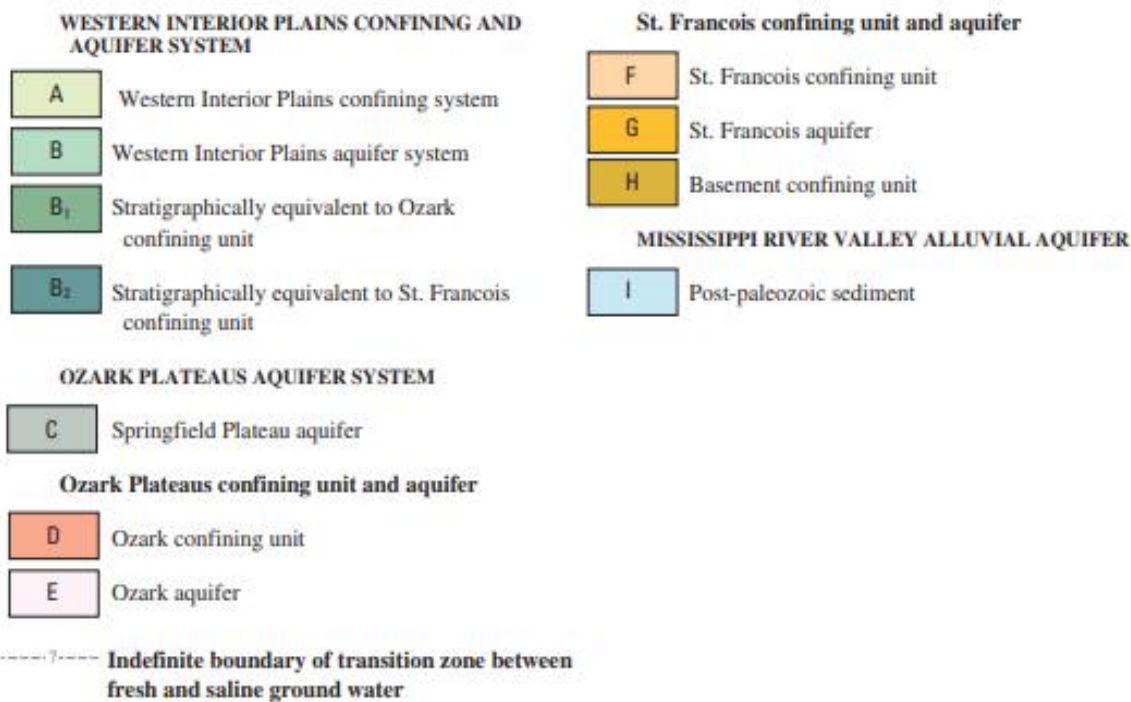 WESTERN INTERIOR PLAINS CONFINING AND
AQUIFER SYSTEM
A Western Interior Plains confining system
B Western Interior Plains aquifer system
B₁ Stratigraphically equivalent to Ozark
confining unit
B₂ Stratigraphically equivalent to St. Francois
confining unit
OZARK PLATEAUS AQUIFER SYSTEM
C Springfield Plateau aquifer
Ozark Plateaus confining unit and aquifer
D Ozark confining unit
E Ozark aquifer
? Indefinite boundary of transition zone between
fresh and saline ground water
St. Francois confining unit and aquifer
F St. Francois confining unit
G St. Francois aquifer
H Basement confining unit
MISSISSIPPI RIVER VALLEY ALLUVIAL AQUIFER
I Post-paleozoic sediment